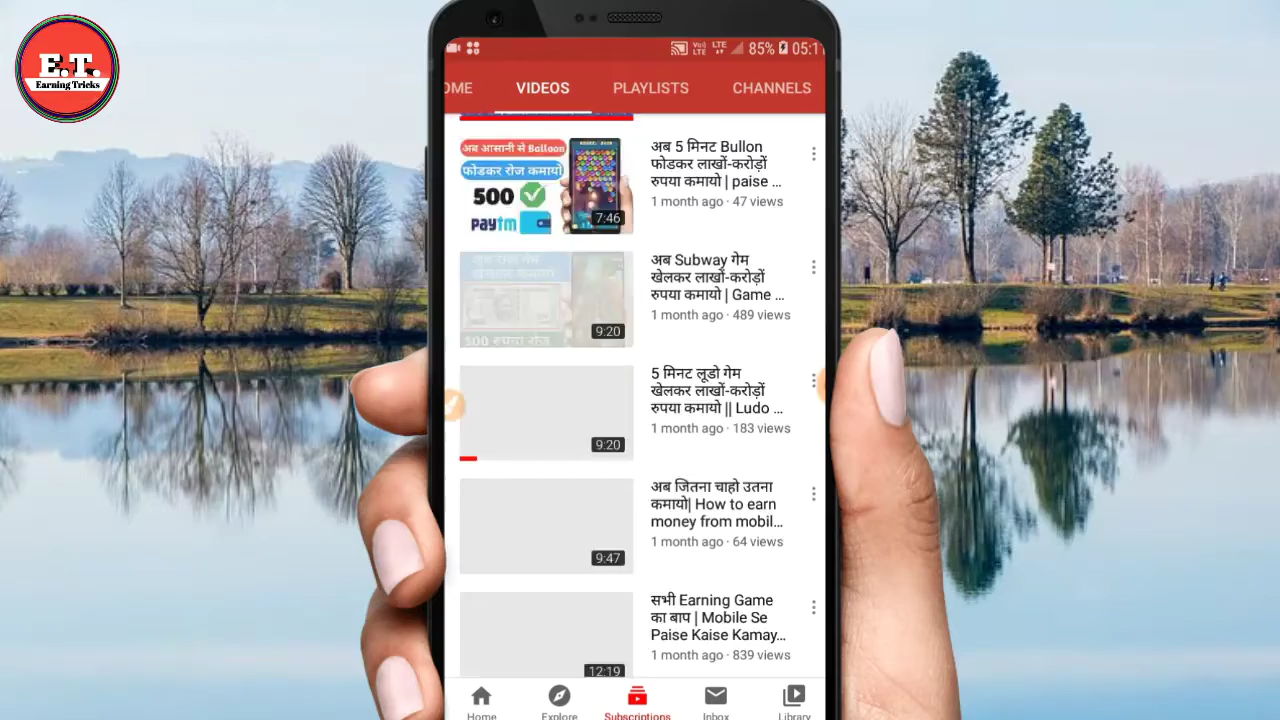 E.T.
Earning Tricks
VoLTE LTE 85% 05:1
OME VIDEOS PLAYLISTS CHANNELS
अब आसानी से Balloon
फोडकर रोज कमायो
500
paytm
7:46
अब 5 मिनट Bullon
फोडकर लाखों-करोड़ों
रुपया कमायो | paise ...
1 month ago · 47 views
500 रुपया रोज
9:20
अब Subway गेम
खेलकर लाखों-करोड़ों
रुपया कमायो | Game ...
1 month ago · 489 views
9:20
5 मिनट लूडो गेम
खेलकर लाखों-करोड़ों
रुपया कमायो || Ludo ...
1 month ago · 183 views
9:47
अब जितना चाहो उतना
कमायो| How to earn
money from mobil...
1 month ago · 64 views
12:19
सभी Earning Game
का बाप | Mobile Se
Paise Kaise Kamay...
1 month ago · 839 views
Home Explore Subscriptions Inbox Library